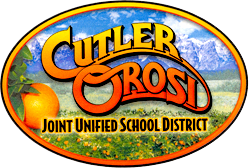 CUTLER
OROSI
JOINT UNIFIED SCHOOL DISTRICT